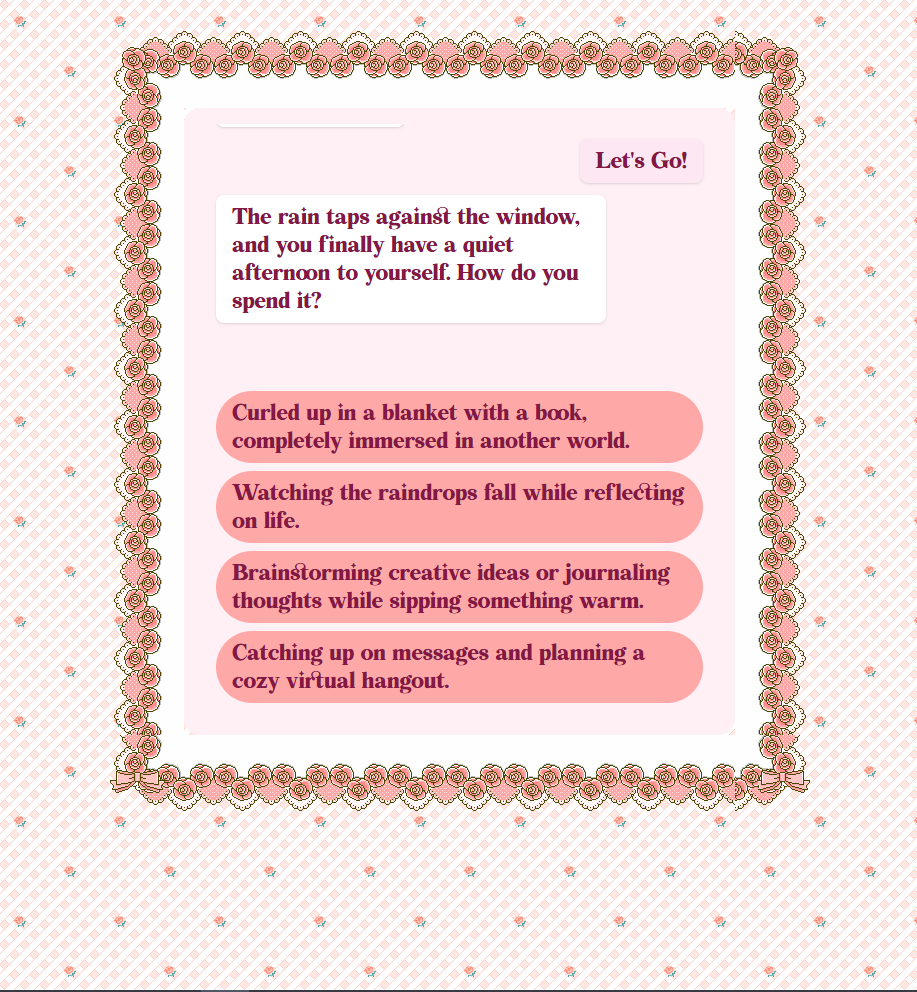 Let's Go!
The rain taps against the window,
and you finally have a quiet
afternoon to yourself. How do you
spend it?
Curled up in a blanket with a book,
completely immersed in another world.
Watching the raindrops fall while reflecting
on life.
Brainstorming creative ideas or journaling
thoughts while sipping something warm.
Catching up on messages and planning a
cozy virtual hangout.